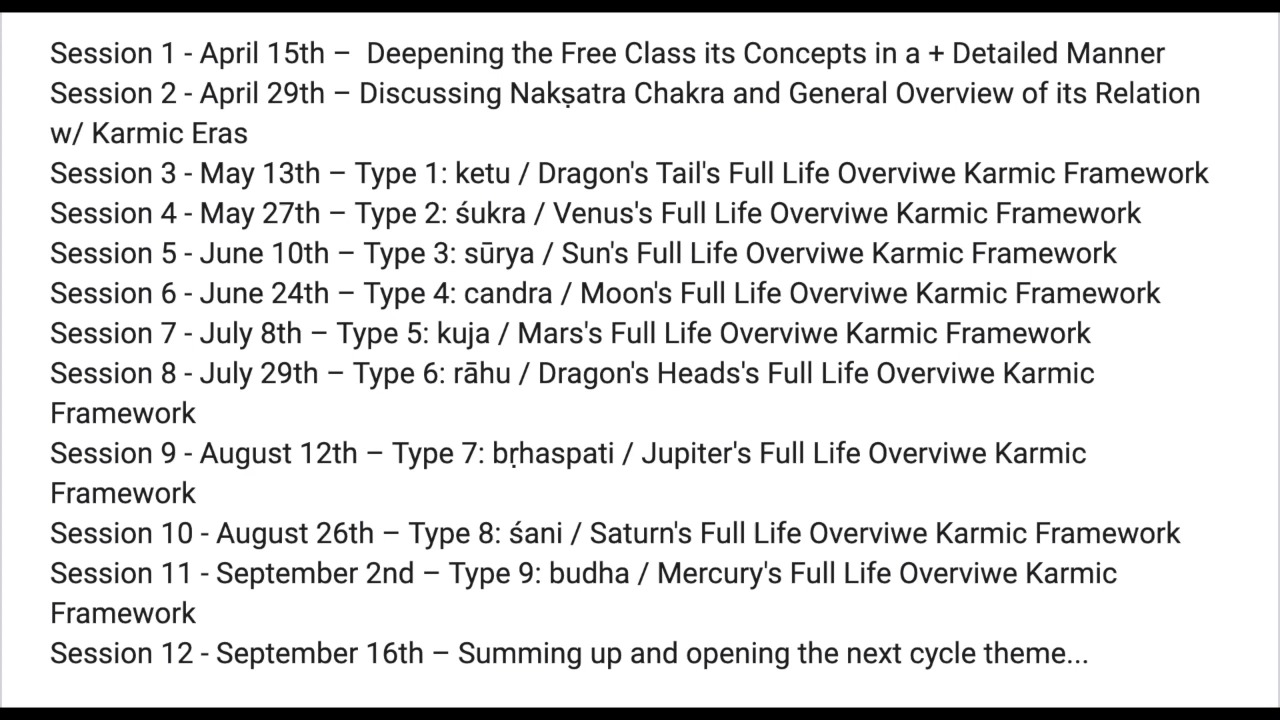 Session 1 - April 15th –  Deepening the Free Class its Concepts in a + Detailed Manner
Session 2 - April 29th – Discussing Nakṣatra Chakra and General Overview of its Relation
w/ Karmic Eras
Session 3 - May 13th – Type 1: ketu / Dragon's Tail's Full Life Overviwe Karmic Framework
Session 4 - May 27th – Type 2: śukra / Venus's Full Life Overviwe Karmic Framework
Session 5 - June 10th – Type 3: sūrya / Sun's Full Life Overviwe Karmic Framework
Session 6 - June 24th – Type 4: candra / Moon's Full Life Overviwe Karmic Framework
Session 7 - July 8th – Type 5: kuja / Mars's Full Life Overviwe Karmic Framework
Session 8 - July 29th – Type 6: rāhu / Dragon's Heads's Full Life Overviwe Karmic
Framework
Session 9 - August 12th – Type 7: bṛhaspati / Jupiter's Full Life Overviwe Karmic
Framework
Session 10 - August 26th – Type 8: śani / Saturn's Full Life Overviwe Karmic Framework
Session 11 - September 2nd – Type 9: budha / Mercury's Full Life Overviwe Karmic
Framework
Session 12 - September 16th – Summing up and opening the next cycle theme...